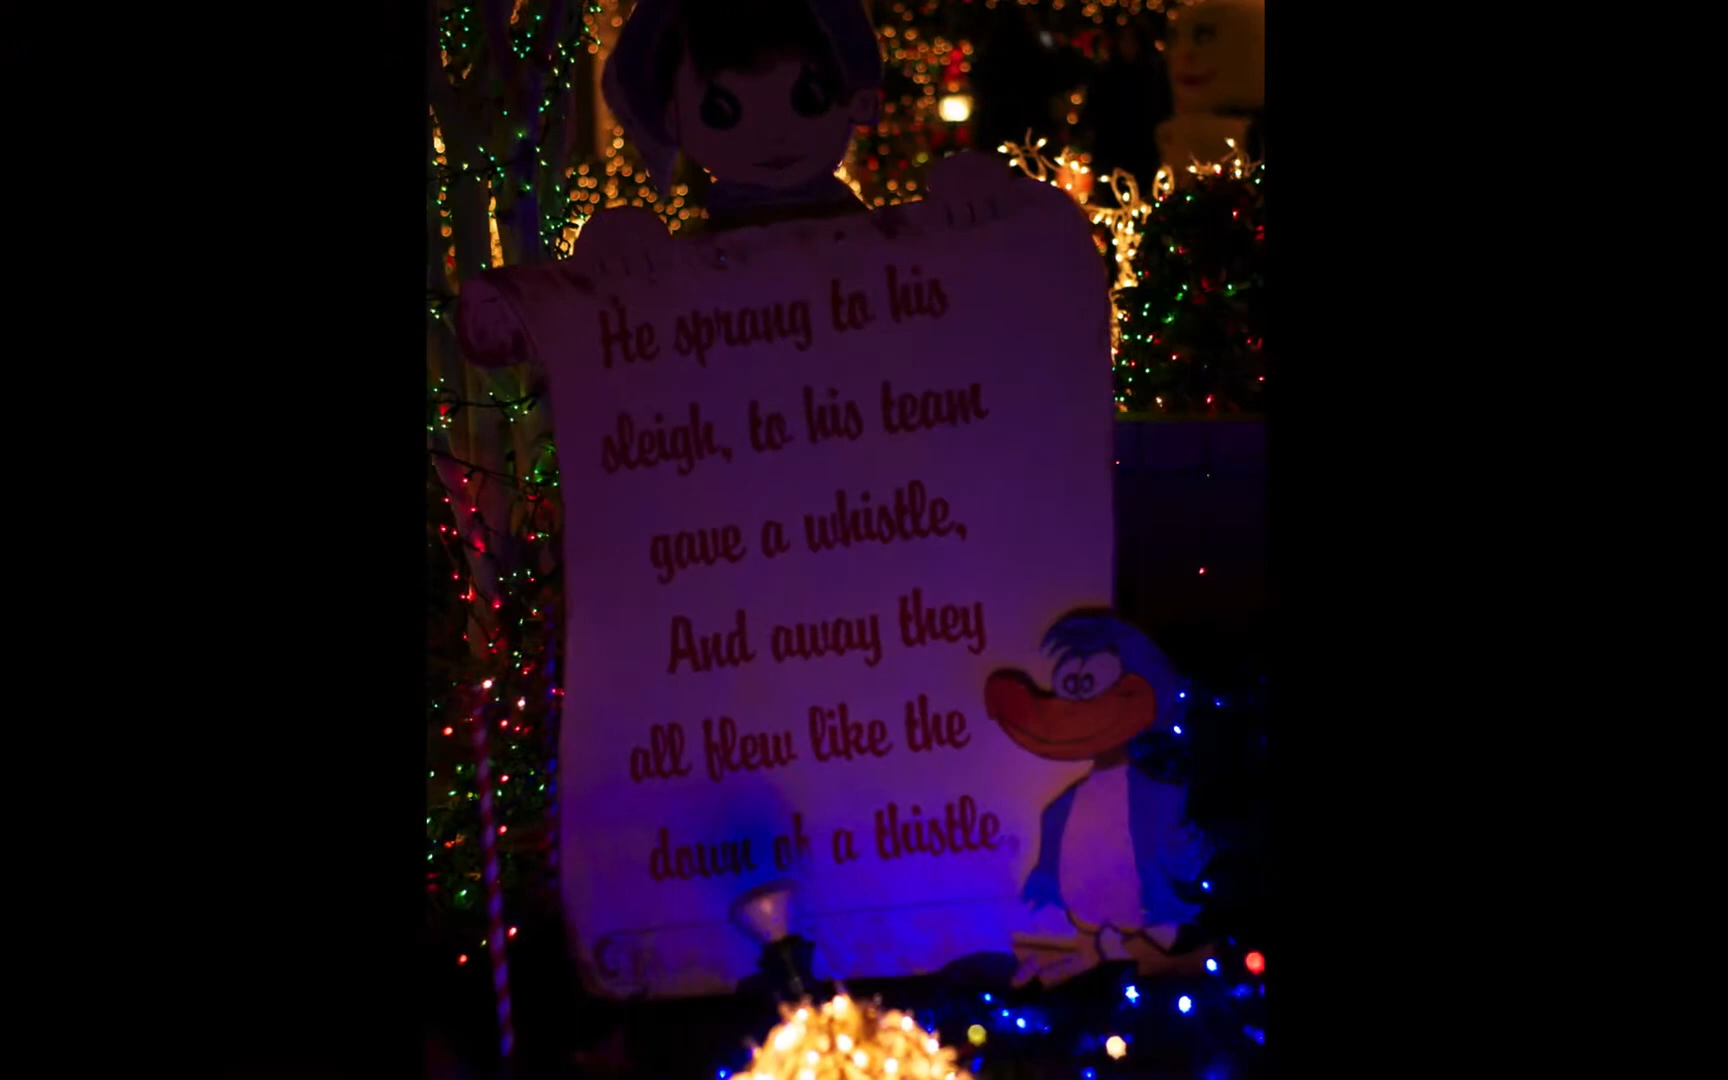 He sprang to his
sleigh, to his team
gave a whistle,
And away they
all flew like the
down of a thistle.